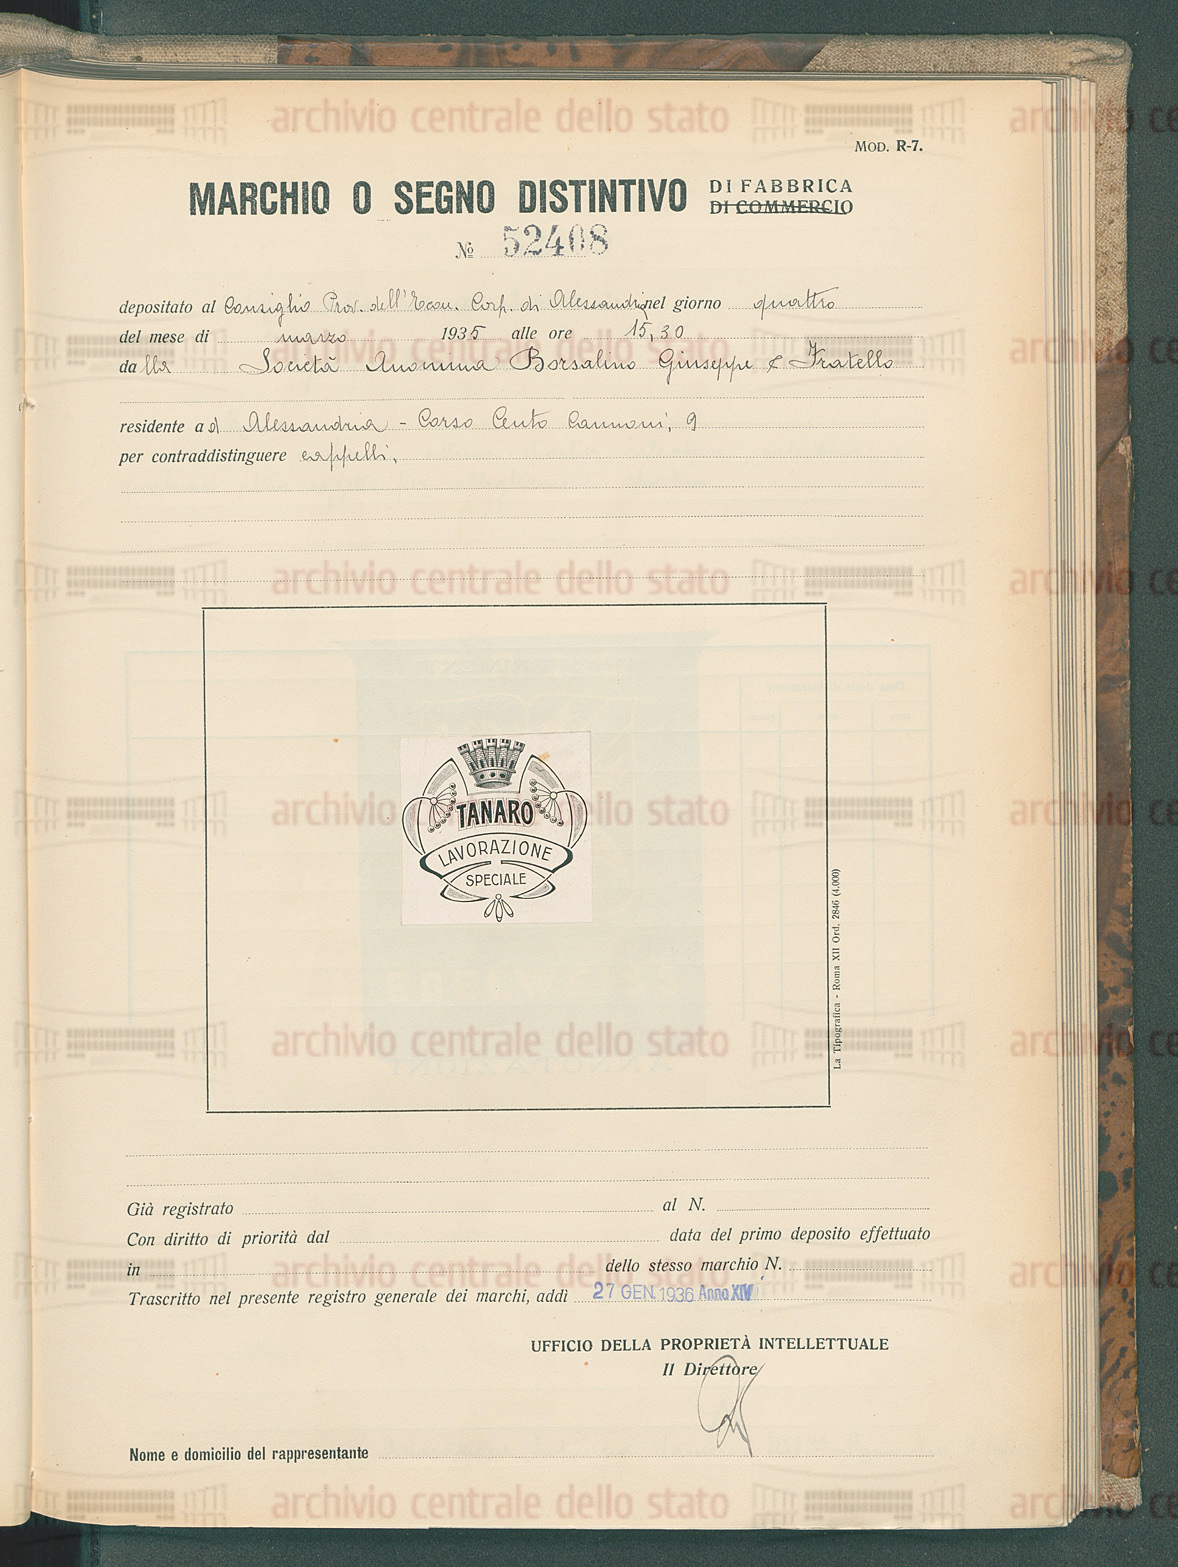 MOD. R-7.
MARCHIO O SEGNO DISTINTIVO DI FABBRICA
DI COMMERCIO
Nº 52408
depositato al Consiglio Prov. dell'Econ. Corp. di Alessandria nel giorno quattro
del mese di marzo 1935 alle ore 15,30
dalla Società Anonima Borsalino Giuseppe e Fratello
residente ad Alessandria - Corso Cento Cannoni, 9
per contraddistinguere cappelli.
TANARO
LAVORAZIONE
SPECIALE
La Tipografica - Roma XII Ord. 2846 (4.000)
Già registrato al N.
Con diritto di priorità dal data del primo deposito effettuato
in dello stesso marchio N.
Trascritto nel presente registro generale dei marchi, addì 27 GEN. 1936 Anno XIV
UFFICIO DELLA PROPRIETÀ INTELLETTUALE
Il Direttore
Nome e domicilio del rappresentante
archivio centrale dello stato